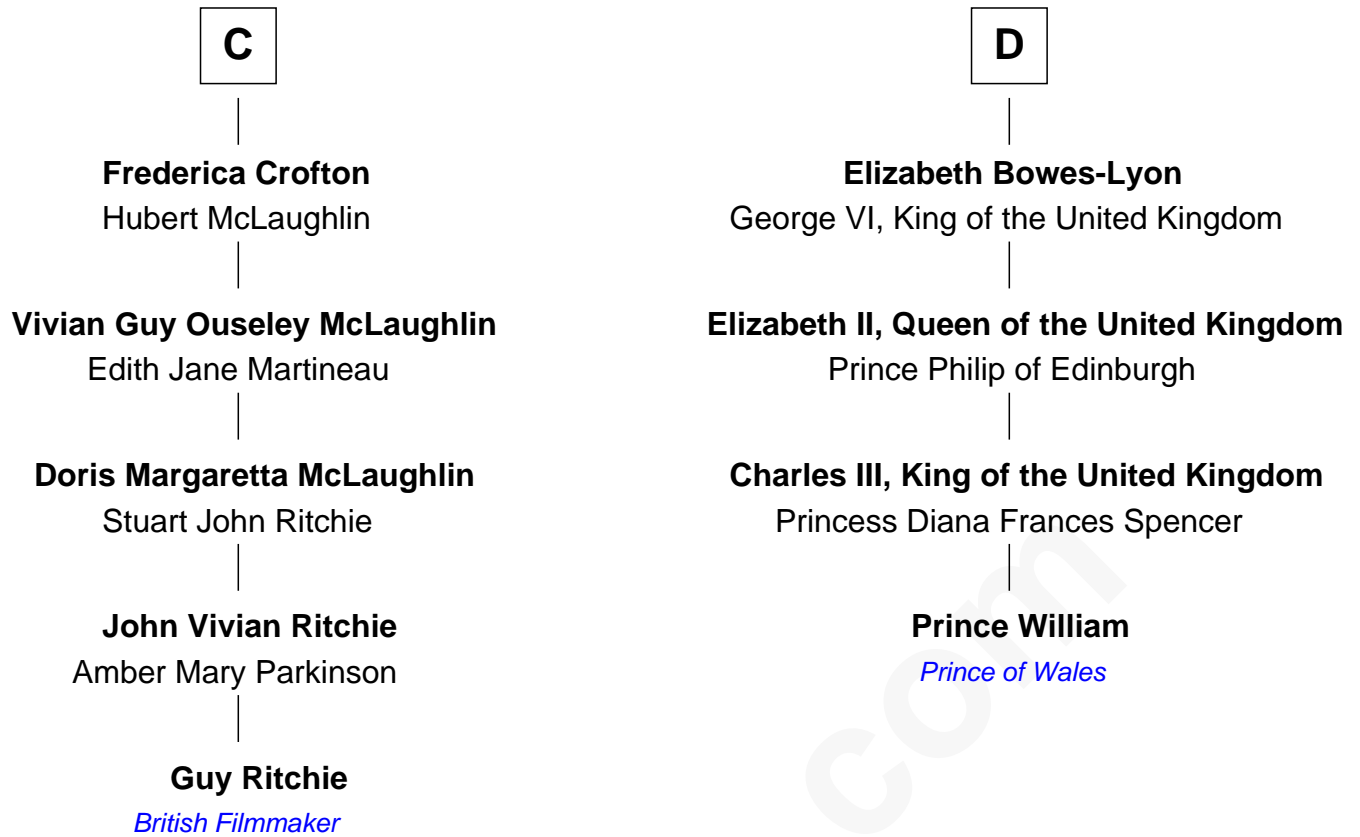 C
Frederica Crofton
Hubert McLaughlin
Vivian Guy Ouseley McLaughlin
Edith Jane Martineau
Doris Margaretta McLaughlin
Stuart John Ritchie
John Vivian Ritchie
Amber Mary Parkinson
Guy Ritchie
British Filmmaker
D
Elizabeth Bowes-Lyon
George VI, King of the United Kingdom
Elizabeth II, Queen of the United Kingdom
Prince Philip of Edinburgh
Charles III, King of the United Kingdom
Princess Diana Frances Spencer
Prince William
Prince of Wales
com